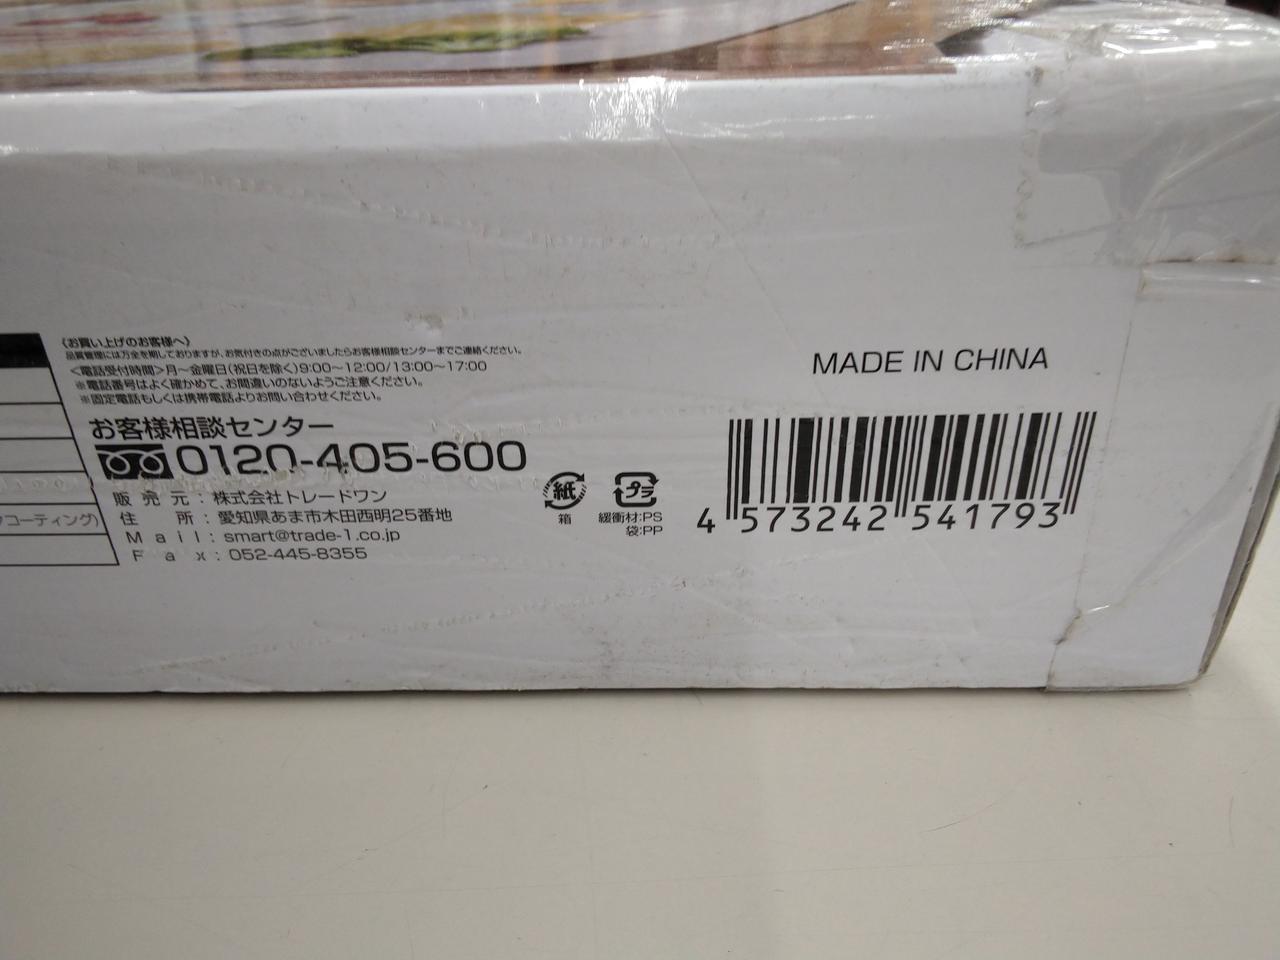 〈お買い上げのお客様へ〉
品質管理には万全を期しておりますが、お気付きの点がございましたらお客様相談センターまでご連絡ください。
<電話受付時間>月〜金曜日(祝日を除く)9:00〜12:00/13:00〜17:00
※電話番号はよく確かめて、お間違いのないようご注意ください。
※固定電話もしくは携帯電話よりお問い合わせください。
お客様相談センター
0120-405-600
販売元:株式会社トレードワン
住所:愛知県あま市木田西明25番地
Mail:smart@trade-1.co.jp
Fax:052-445-8355
コーティング)
紙
箱
プラ
緩衝材:PS
袋:PP
MADE IN CHINA
4 573242 541793